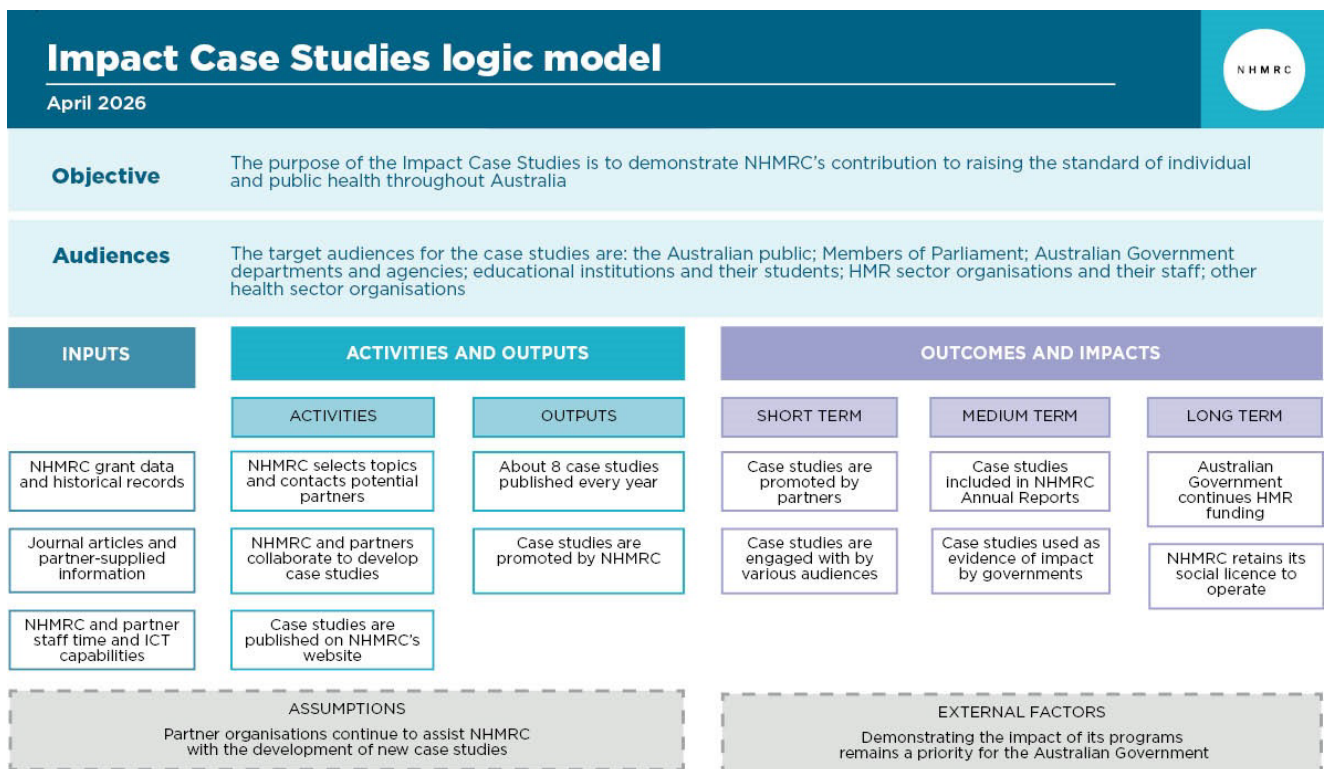 Impact Case Studies logic model
April 2026
NHMRC
Objective
The purpose of the Impact Case Studies is to demonstrate NHMRC's contribution to raising the standard of individual
and public health throughout Australia
Audiences
The target audiences for the case studies are: the Australian public; Members of Parliament; Australian Government
departments and agencies; educational institutions and their students; HMR sector organisations and their staff; other
health sector organisations
INPUTS
NHMRC grant data
and historical records
Journal articles and
partner-supplied
information
NHMRC and partner
staff time and ICT
capabilities
ACTIVITIES AND OUTPUTS
ACTIVITIES
NHMRC selects topics
and contacts potential
partners
NHMRC and partners
collaborate to develop
case studies
Case studies are
published on NHMRC's
website
OUTPUTS
About 8 case studies
published every year
Case studies are
promoted by NHMRC
OUTCOMES AND IMPACTS
SHORT TERM
Case studies are
promoted by
partners
Case studies are
engaged with by
various audiences
MEDIUM TERM
Case studies
included in NHMRC
Annual Reports
Case studies used as
evidence of impact
by governments
LONG TERM
Australian
Government
continues HMR
funding
NHMRC retains its
social licence to
operate
ASSUMPTIONS
Partner organisations continue to assist NHMRC
with the development of new case studies
EXTERNAL FACTORS
Demonstrating the impact of its programs
remains a priority for the Australian Government